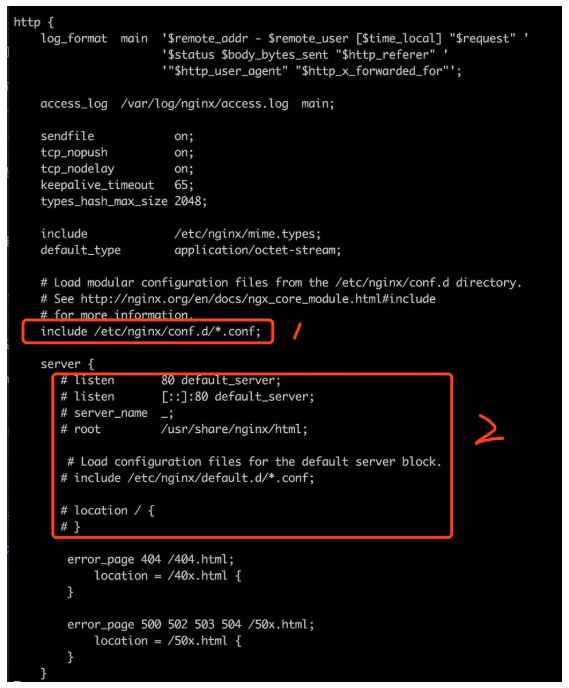 http {
    log_format  main  '$remote_addr - $remote_user [$time_local] "$request" '
                      '$status $body_bytes_sent "$http_referer" '
                      '"$http_user_agent" "$http_x_forwarded_for"';

    access_log  /var/log/nginx/access.log  main;

    sendfile            on;
    tcp_nopush          on;
    tcp_nodelay         on;
    keepalive_timeout   65;
    types_hash_max_size 2048;

    include             /etc/nginx/mime.types;
    default_type        application/octet-stream;

    # Load modular configuration files from the /etc/nginx/conf.d directory.
    # See http://nginx.org/en/docs/ngx_core_module.html#include
    # for more information.
    include /etc/nginx/conf.d/*.conf; 1

    server {
       # listen       80 default_server;
       # listen       [::]:80 default_server;
       # server_name  _;
       # root         /usr/share/nginx/html;
2
        # Load configuration files for the default server block.
       # include /etc/nginx/default.d/*.conf;

       # location / {
       # }

        error_page 404 /404.html;
            location = /40x.html {
        }

        error_page 500 502 503 504 /50x.html;
            location = /50x.html {
        }
    }